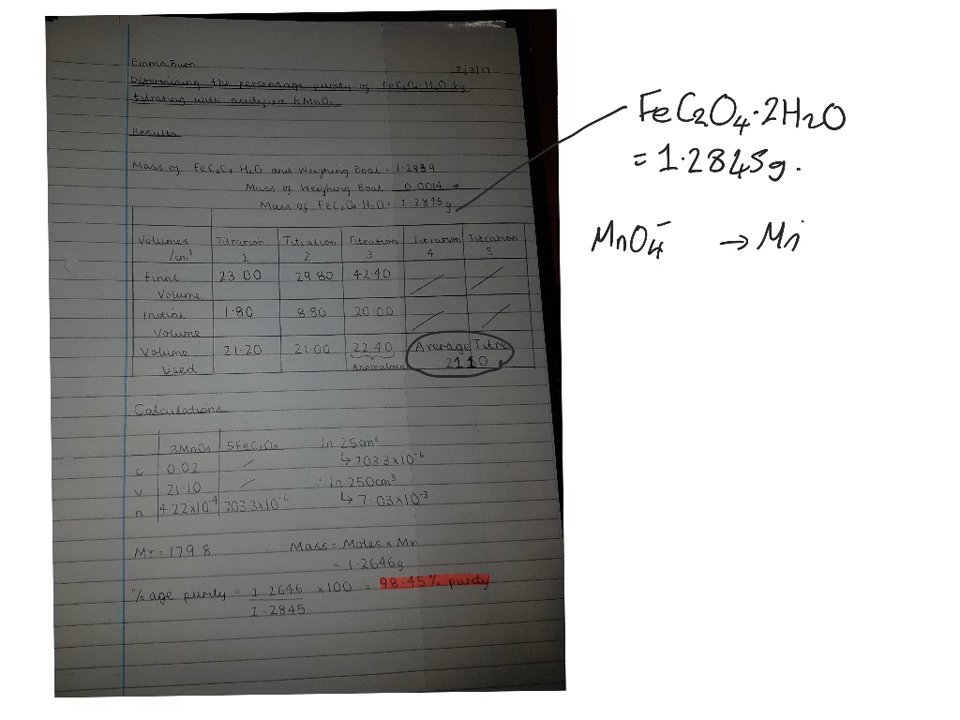 Emma Burn
7/3/17
Determining the percentage purity of FeC₂O₄.H₂O by
titrating with acidified KMnO₄
Results
Mass of FeC₂O₄.H₂O and Weighing Boat = 1.2859
Mass of Weighing Boat 0.0014
Mass of FeC₂O₄.H₂O = 1.2845g
Volumes /cm³ Titration 1 Titration 2 Titration 3 Titration 4 Titration 5
Final Volume 23.00 29.80 42.40
Initial Volume 1.80 8.80 20.00
Volume Used 21.20 21.00 22.40 Average Titre
Anomalous 21.10
Calculations
3MnO₄ 5FeC₂O₄ In 25cm³
c 0.02 / ↳ 703.3x10⁻⁶
v 21.10 / ∴ In 250cm³
n 4.22x10⁻⁴ 703.3x10⁻⁶ ↳ 7.03x10⁻³
Mr = 179.8 ∴ Mass = Moles x Mr
= 1.2646g
%age purity = 1.2646 x100 = 98.45% purity
1.2845
FeC₂O₄·2H₂O
= 1.2845g.
MnO₄⁻ → Mn